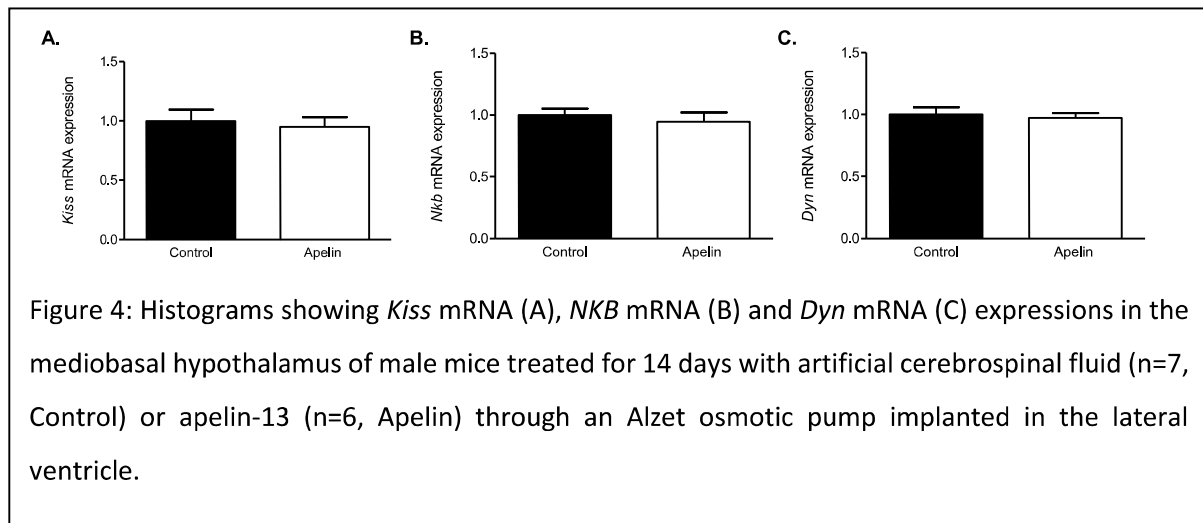 A.
B.
C.
Kiss mRNA expression
1.5
1.0
0.5
0.0
Control
Apelin
Nkb mRNA expression
1.5
1.0
0.5
0.0
Control
Apelin
Dyn mRNA expression
1.5
1.0
0.5
0.0
Control
Apelin
Figure 4: Histograms showing Kiss mRNA (A), NKB mRNA (B) and Dyn mRNA (C) expressions in the
mediobasal hypothalamus of male mice treated for 14 days with artificial cerebrospinal fluid (n=7,
Control) or apelin-13 (n=6, Apelin) through an Alzet osmotic pump implanted in the lateral
ventricle.